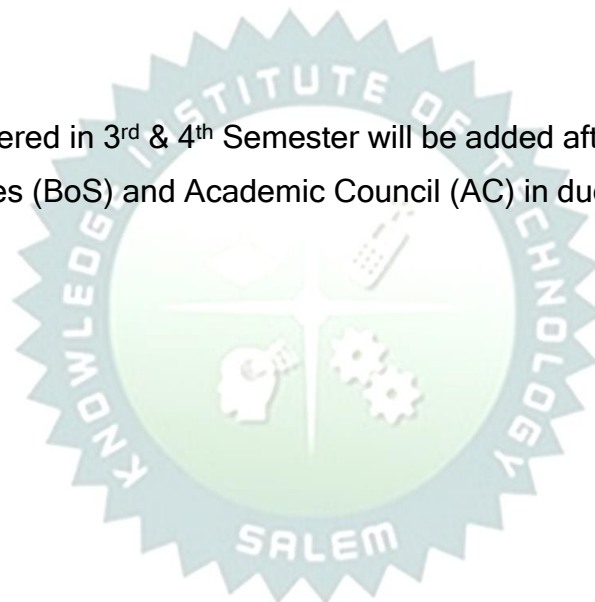 ered in 3rd & 4th Semester will be added aft
es (BoS) and Academic Council (AC) in du
KNOWLEDGE INSTITUTE OF TECHNOLOGY
SALEM